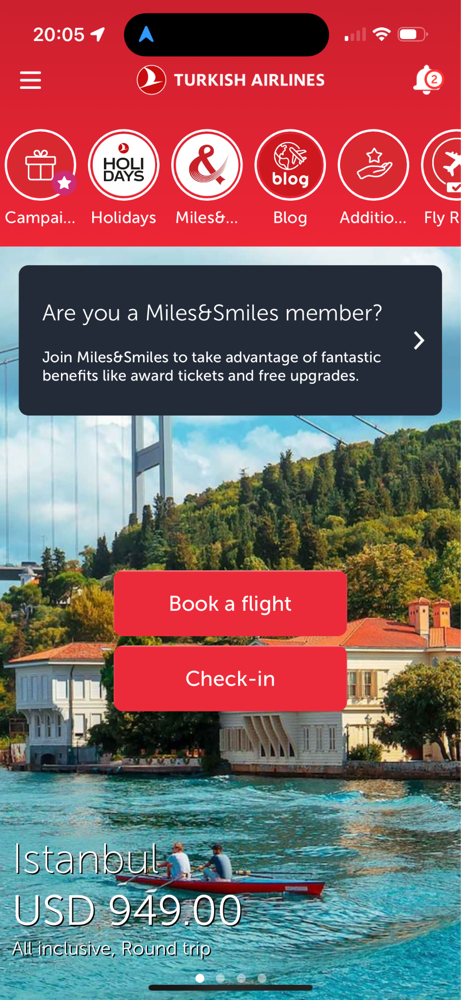 20:05
TURKISH AIRLINES
2
HOLI
DAYS
blog
Campai...
Holidays
Miles&...
Blog
Additio...
Fly R
Are you a Miles&Smiles member?
Join Miles&Smiles to take advantage of fantastic
benefits like award tickets and free upgrades.
Book a flight
Check-in
Istanbul
USD 949.00
All inclusive, Round trip